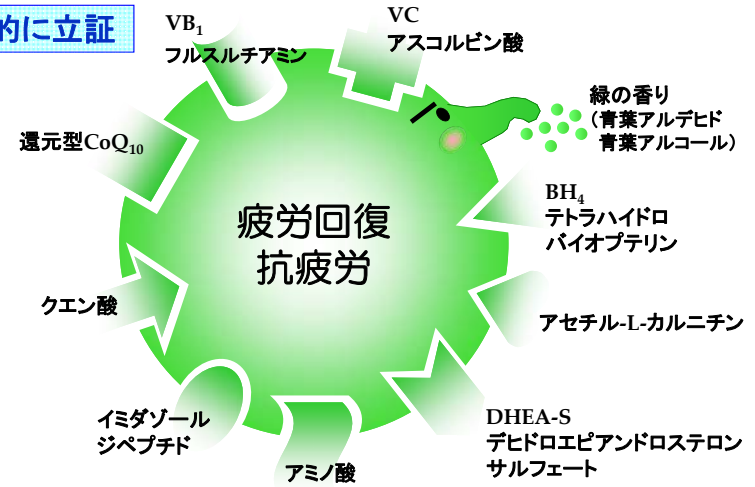 的に立証
VB1
フルスルチアミン
VC
アスコルビン酸
緑の香り
（青葉アルデヒド
青葉アルコール）
還元型CoQ10
BH4
テトラハイドロ
バイオプテリン
疲労回復
抗疲労
クエン酸
アセチル-L-カルニチン
イミダゾール
ジペプチド
アミノ酸
DHEA-S
デヒドロエピアンドロステロン
サルフェート